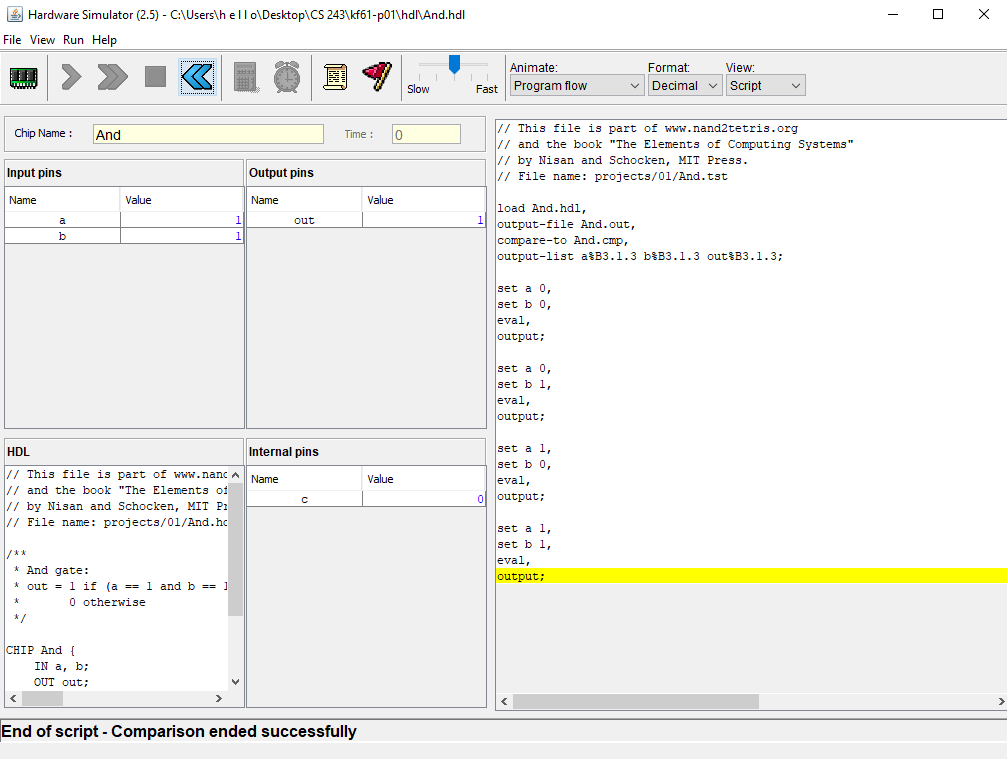 Hardware Simulator (2.5) - C:\Users\h e l l o\Desktop\CS 243\kf61-p01\hdl\And.hdl
File View Run Help
Slow Fast
Animate: Format: View:
Program flow Decimal Script
Chip Name : And Time : 0
Input pins
Name Value
a 1
b 1
Output pins
Name Value
out 1
HDL
// This file is part of www.nand
// and the book "The Elements of
// by Nisan and Schocken, MIT Pr
// File name: projects/01/And.hd
/**
* And gate:
* out = 1 if (a == 1 and b == 1
* 0 otherwise
*/
CHIP And {
IN a, b;
OUT out;
Internal pins
Name Value
c 0
// This file is part of www.nand2tetris.org
// and the book "The Elements of Computing Systems"
// by Nisan and Schocken, MIT Press.
// File name: projects/01/And.tst
load And.hdl,
output-file And.out,
compare-to And.cmp,
output-list a%B3.1.3 b%B3.1.3 out%B3.1.3;
set a 0,
set b 0,
eval,
output;
set a 0,
set b 1,
eval,
output;
set a 1,
set b 0,
eval,
output;
set a 1,
set b 1,
eval,
output;
End of script - Comparison ended successfully